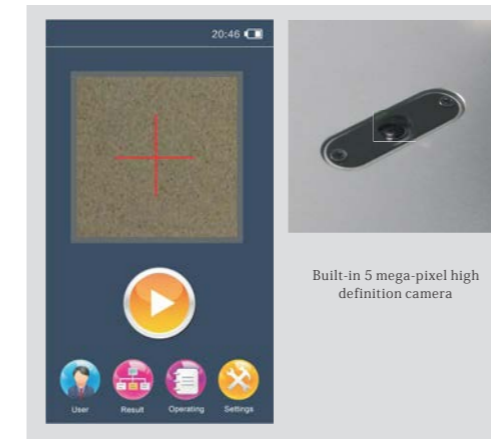 20:46
User Result Operating Settings
Built-in 5 mega-pixel high
definition camera